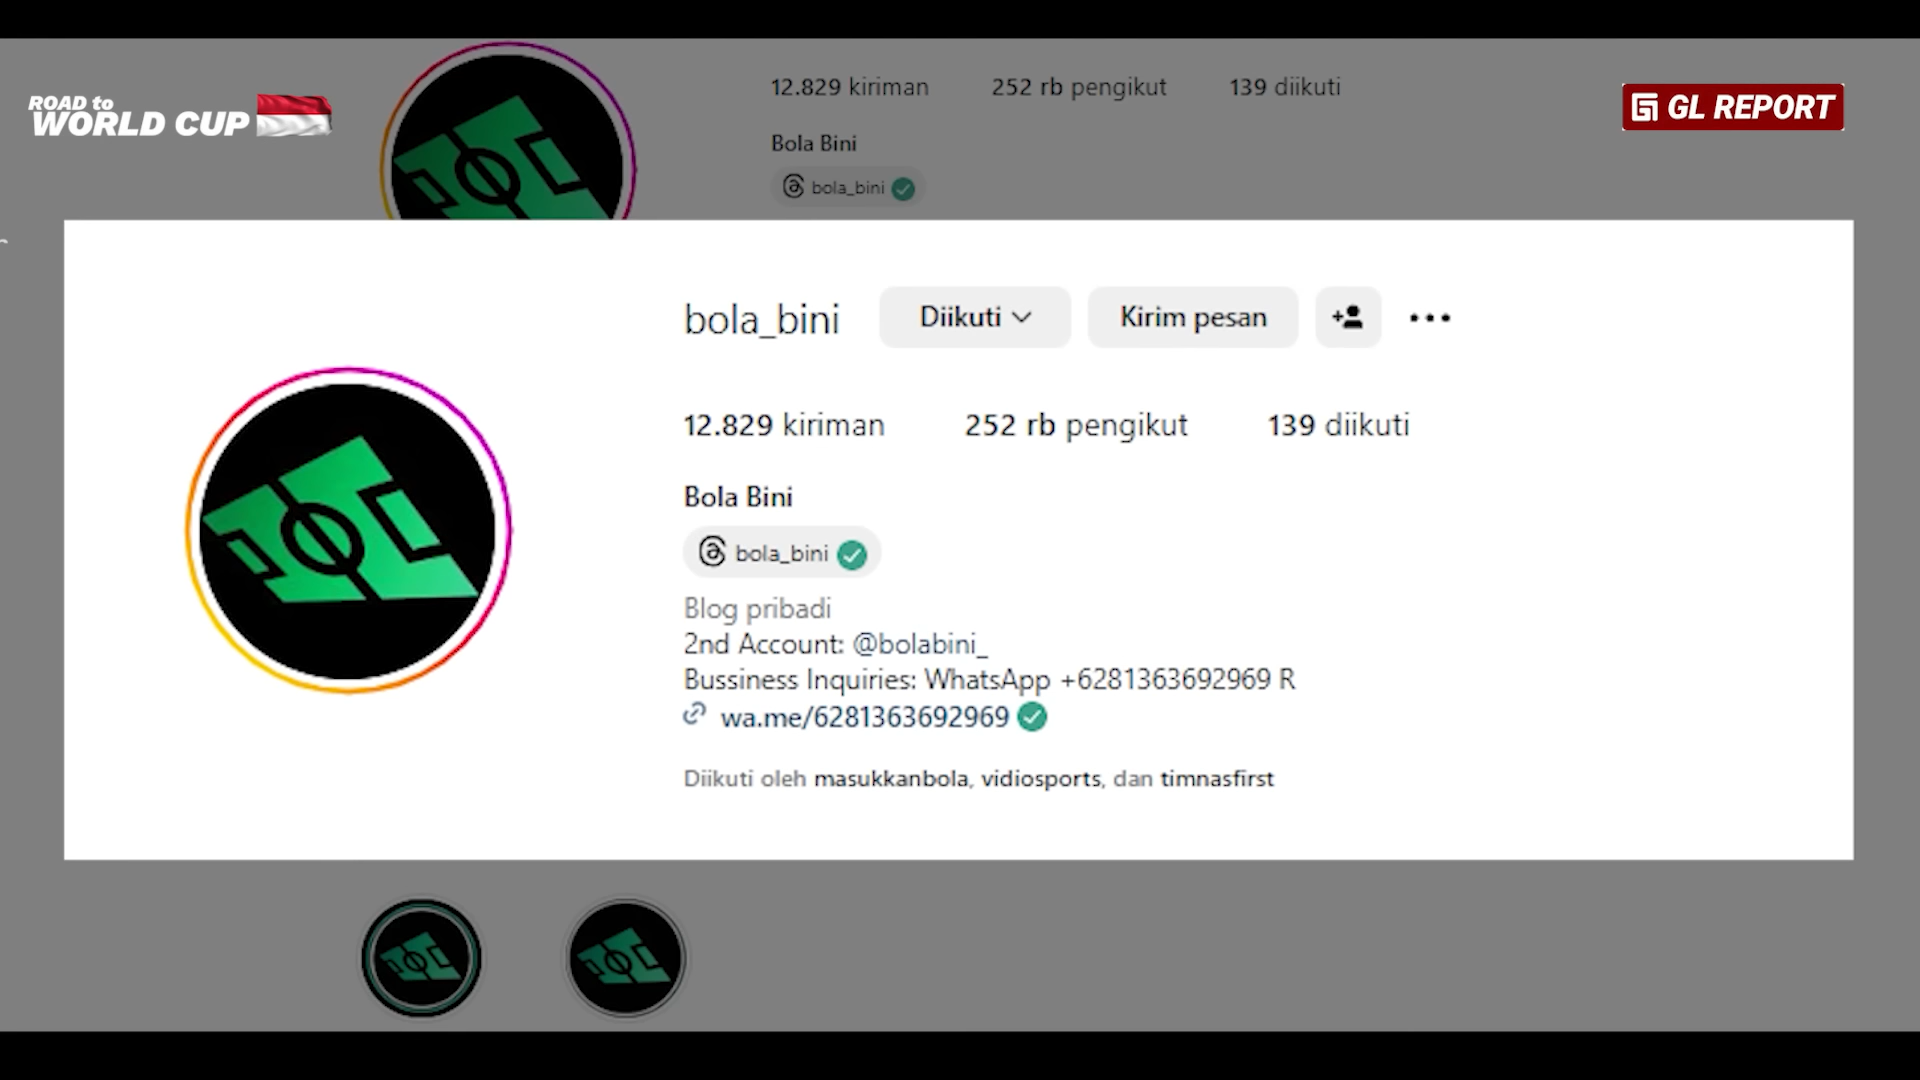 ROAD to
WORLD CUP
GL REPORT
12.829 kiriman 252 rb pengikut 139 diikuti
Bola Bini
bola_bini
bola_bini Diikuti Kirim pesan
12.829 kiriman 252 rb pengikut 139 diikuti
Bola Bini
bola_bini
Blog pribadi
2nd Account: @bolabini_
Bussiness Inquiries: WhatsApp +6281363692969 R
wa.me/6281363692969
Diikuti oleh masukkanbola, vidiosports, dan timnasfirst